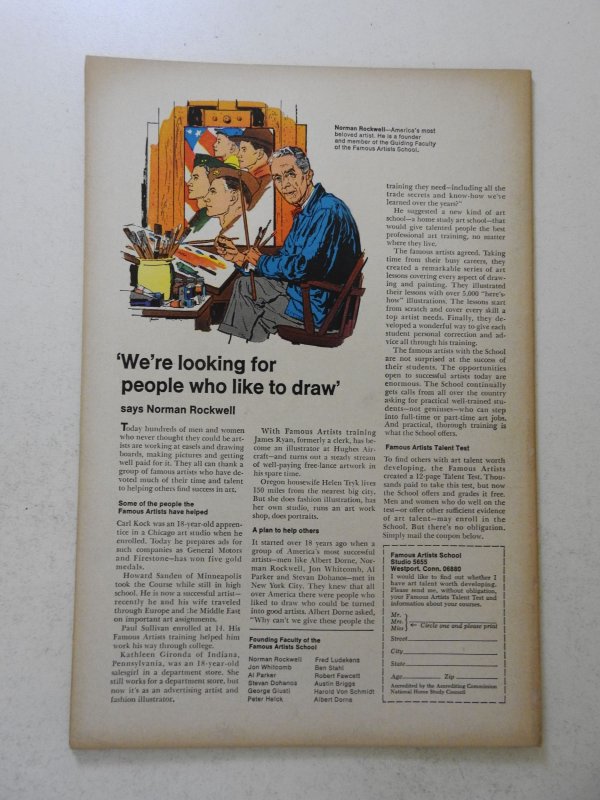 Norman Rockwell—America's most
beloved artist. He is a founder
and member of the Guiding Faculty
of the Famous Artists School.
'We're looking for
people who like to draw'
says Norman Rockwell
Today hundreds of men and women
who never thought they could be art-
ists are working at easels and drawing
boards, making pictures and getting
well paid for it. They all can thank a
group of famous artists who have de-
voted much of their time and talent
to helping others find success in art.
Some of the people the
Famous Artists have helped
Carl Kock was an 18-year-old appren-
tice in a Chicago art studio when he
enrolled. Today he prepares ads for
such companies as General Motors
and Firestone—has won five gold
medals.
Howard Sauden of Minneapolis
took the Course while still in high
school. He is now a successful artist—
recently he and his wife traveled
through Europe and the Middle East
on important art assignments.
Paul Sullivan enrolled at 14. His
Famous Artists training helped him
work his way through college.
Kathleen Gironda of Indiana,
Pennsylvania, was an 18-year-old
salesgirl in a department store. She
still works for a department store, but
now it's as an advertising artist and
fashion illustrator.
With Famous Artists training
James Ryan, formerly a clerk, has be-
come an illustrator at Hughes Air-
craft—and turns out a steady stream
of well-paying free-lance artwork in
his spare time.
Oregon housewife Helen Tryk lives
150 miles from the nearest big city.
But she does fashion illustration, has
her own studio, runs an art work
shop, does portraits.
A plan to help others
It started over 18 years ago when a
group of America's most successful
artists—men like Albert Dorne, Nor-
man Rockwell, Jon Whitcomb, Al
Parker and Stevan Dohanos—met in
New York City. They knew that all
over America there were people who
liked to draw who could be turned
into good artists. Albert Dorne asked,
"Why can't we give these people the
Founding Faculty of the
Famous Artists School
Norman Rockwell
Jon Whitcomb
Al Parker
Stevan Dohanos
George Giusti
Peter Helck
Fred Ludekens
Ben Stahl
Robert Fawcett
Austin Briggs
Harold Von Schmidt
Albert Dorne
training they need—including all the
trade secrets and know-how we've
learned over the years?"
He suggested a new kind of art
school—a home study art school—that
would give talented people the best
professional art training, no matter
where they live.
The famous artists agreed. Taking
time from their busy careers, they
created a remarkable series of art
lessons covering every aspect of draw-
ing and painting. They illustrated
their lessons with over 5,000 "here's-
how" illustrations. The lessons start
from scratch and cover every skill a
top artist needs. Finally, they de-
veloped a wonderful way to give each
student personal correction and ad-
vice all through his training.
The famous artists with the School
are not surprised at the success of
their students. The opportunities
open to successful artists today are
enormous. The School continually
gets calls from all over the country
asking for practical well-trained stu-
dents—not geniuses—who can step
into full-time or part-time art jobs.
And practical, thorough training is
what the School offers.
Famous Artists Talent Test
To find others with art talent worth
developing, the Famous Artists
created a 12-page Talent Test. Thou-
sands paid to take this test, but now
the School offers and grades it free.
Men and women who do well on the
test—or offer other sufficient evidence
of art talent—may enroll in the
School. But there's no obligation.
Simply mail the coupon below.
Famous Artists School
Studio 5655
Westport, Conn. 06880
I would like to find out whether I
have art talent worth developing.
Please send me, without obligation,
your Famous Artists Talent Test and
information about your courses.
Mr.
Mrs. ← Circle one and please print
Miss
Street
City
State
Age Zip
Accredited by the Accrediting Commission
National Home Study Council